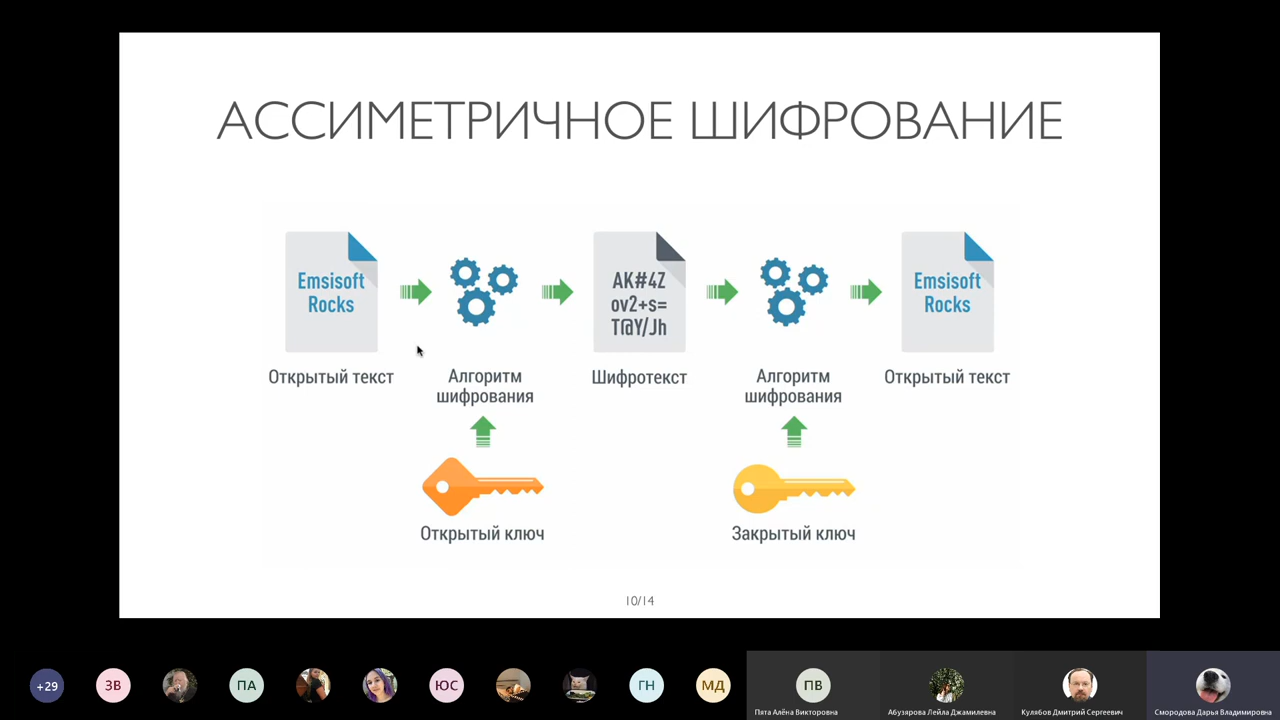 АССИМЕТРИЧНОЕ ШИФРОВАНИЕ
Emsisoft
Rocks
AK#4Z
ov2+s=
T@Y/Jh
Emsisoft
Rocks
Открытый текст
Алгоритм
шифрования
Шифротекст
Алгоритм
шифрования
Открытый текст
Открытый ключ
Закрытый ключ
10/14
+29
ЗВ
ПА
ЮС
ГН
МД
ПВ
Пята Алёна Викторовна
Абузярова Лейла Джамилевна
Кулябов Дмитрий Сергеевич
Смородова Дарья Владимировна